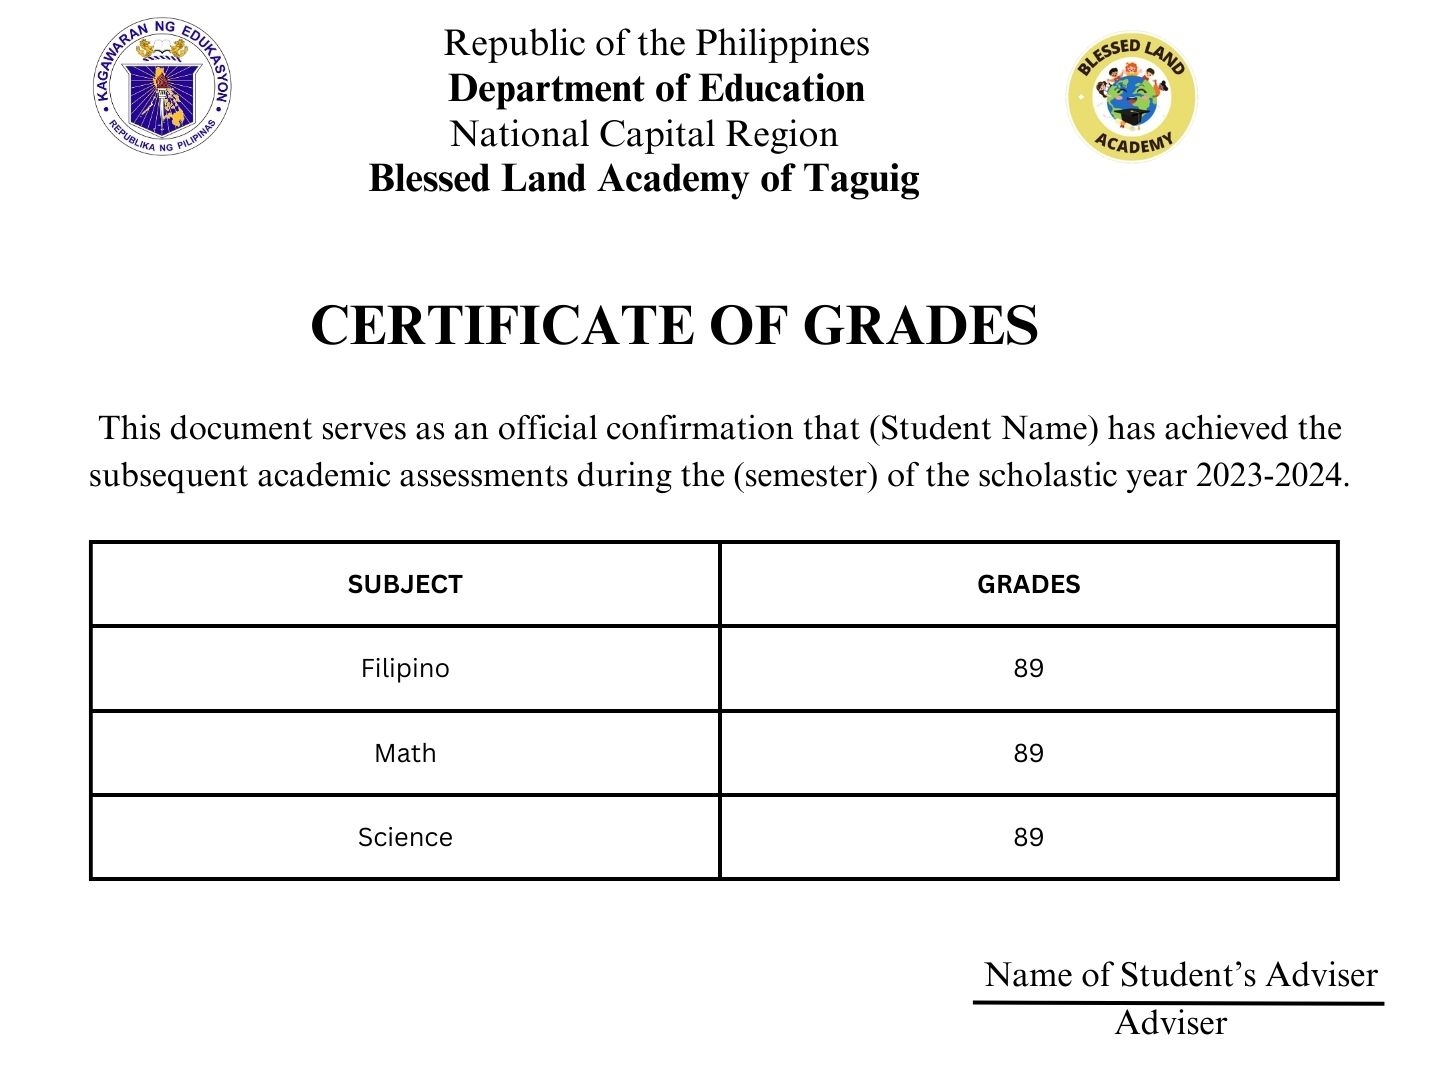 KAGAWARAN NG EDUKASYON
REPUBLIKA NG PILIPINAS
Republic of the Philippines
Department of Education
National Capital Region
Blessed Land Academy of Taguig
BLESSED LAND
ACADEMY
CERTIFICATE OF GRADES
This document serves as an official confirmation that (Student Name) has achieved the
subsequent academic assessments during the (semester) of the scholastic year 2023-2024.
SUBJECT GRADES
Filipino 89
Math 89
Science 89
Name of Student’s Adviser
Adviser